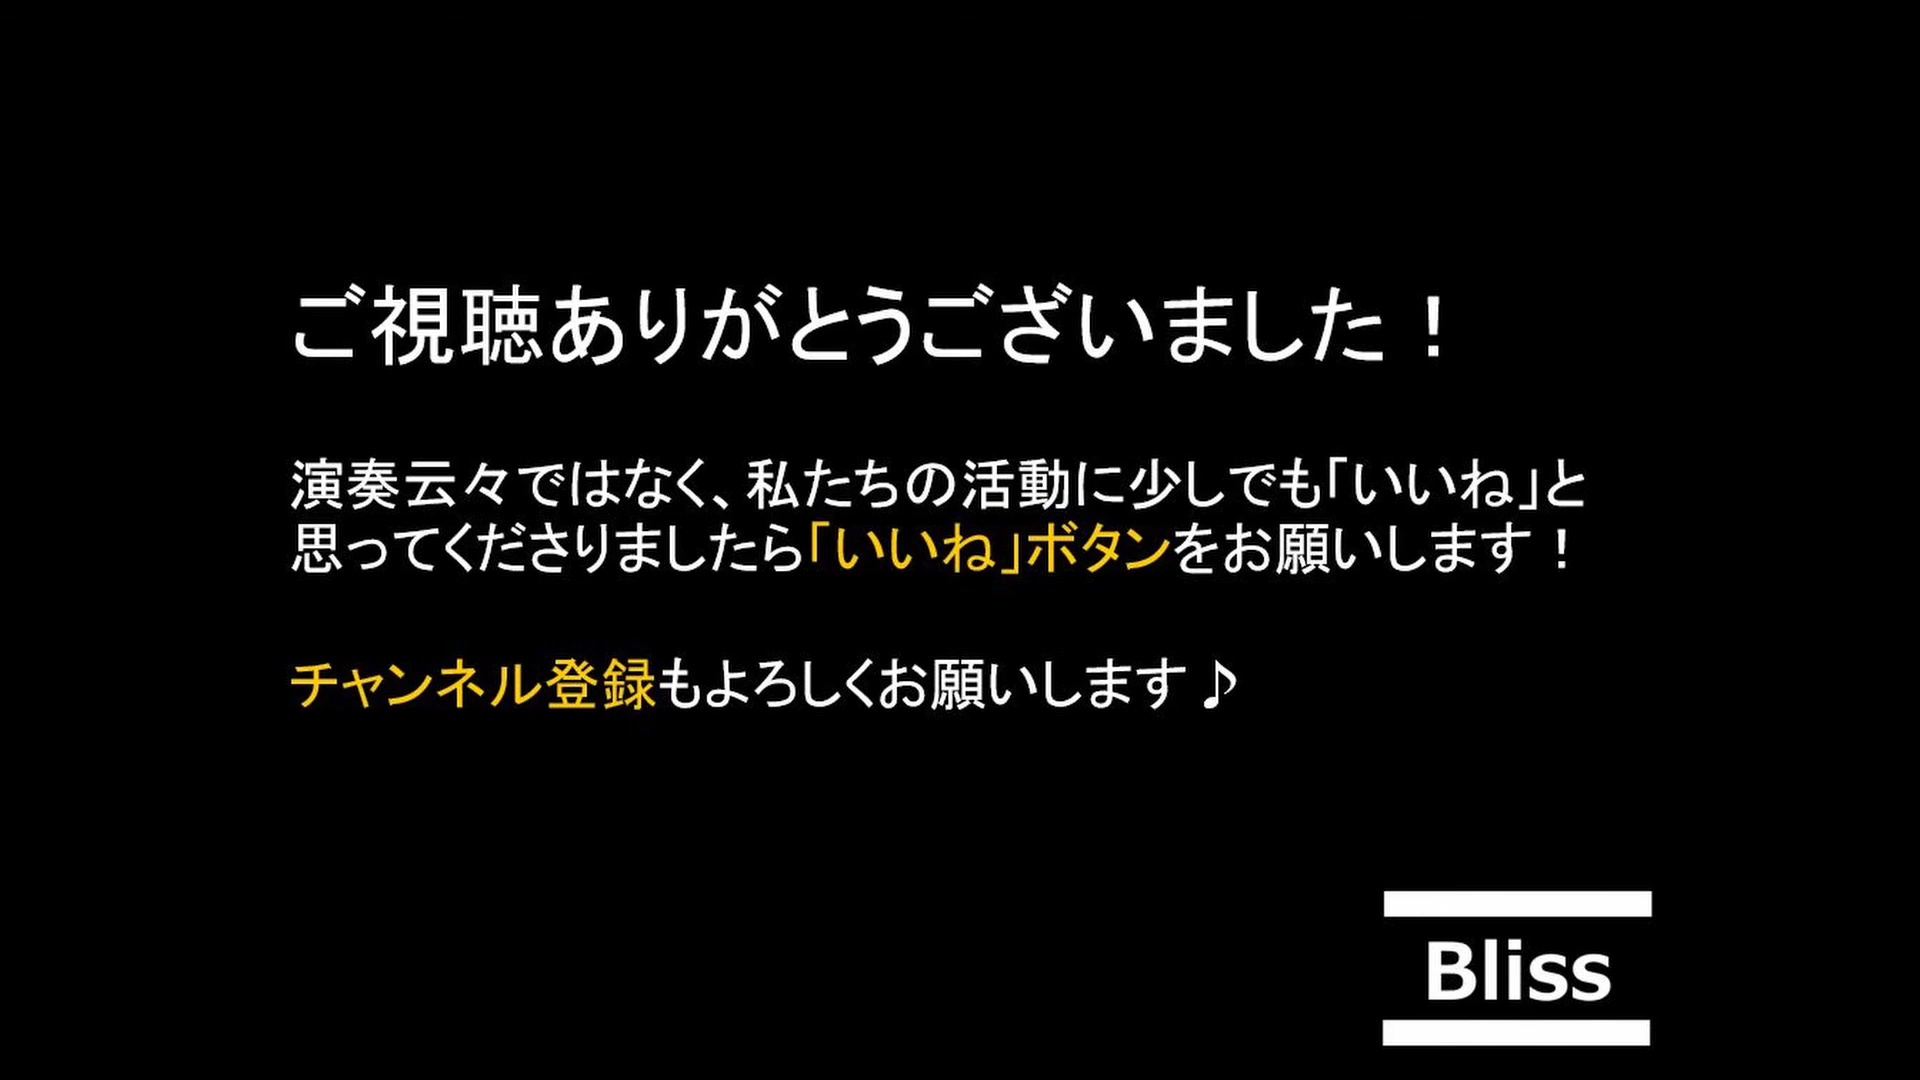 ご視聴ありがとうございました！
演奏云々ではなく、私たちの活動に少しでも「いいね」と
思ってくださりましたら「いいね」ボタンをお願いします！
チャンネル登録もよろしくお願いします♪
Bliss